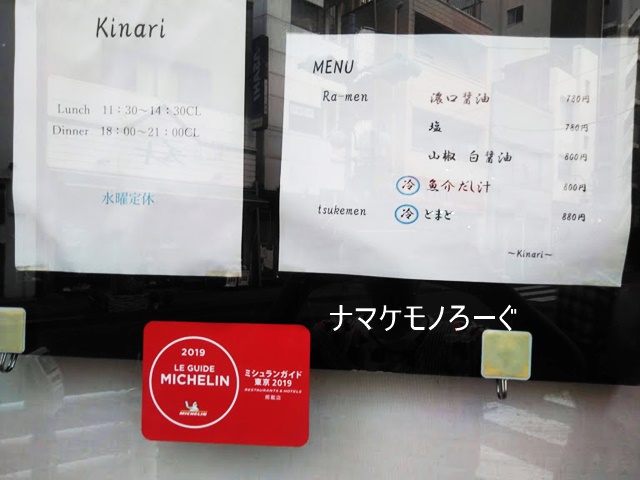 Kinari
Lunch 11：30～14：30CL
Dinner 18：00～21：00CL
水曜定休
MENU
Ra-men 濃口醤油 780円
塩 780円
山椒 白醤油 800円
冷 魚介だし汁 800円
tsukemen 冷 とまと 880円
～Kinari～
ナマケモノろーぐ
2019
LE GUIDE
MICHELIN
MICHELIN
ミシュランガイド
東京 2019
RESTAURANTS & HOTELS
掲載店